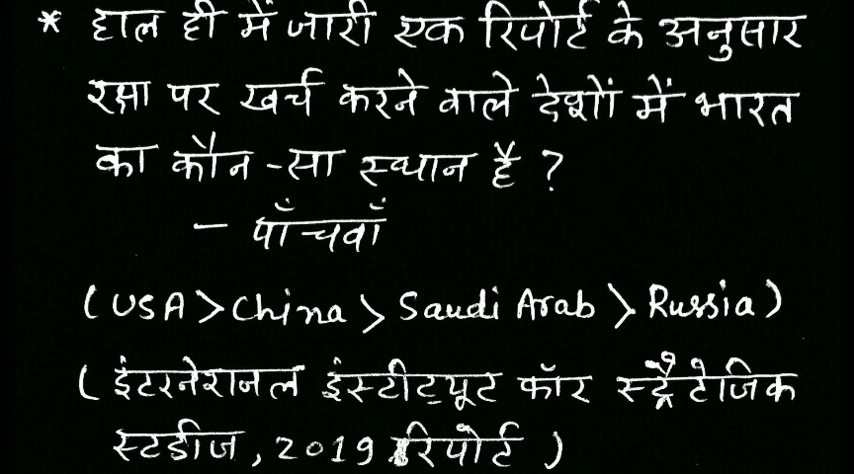 * हाल ही में जारी एक रिपोर्ट के अनुसार
रक्षा पर खर्च करने वाले देशों में भारत
का कौन-सा स्थान है ?
- पाँचवाँ
(USA > China > Saudi Arab > Russia)
(इंटरनेशनल इंस्टीट्यूट फॉर स्ट्रैटेजिक
स्टडीज, 2019 रिपोर्ट )